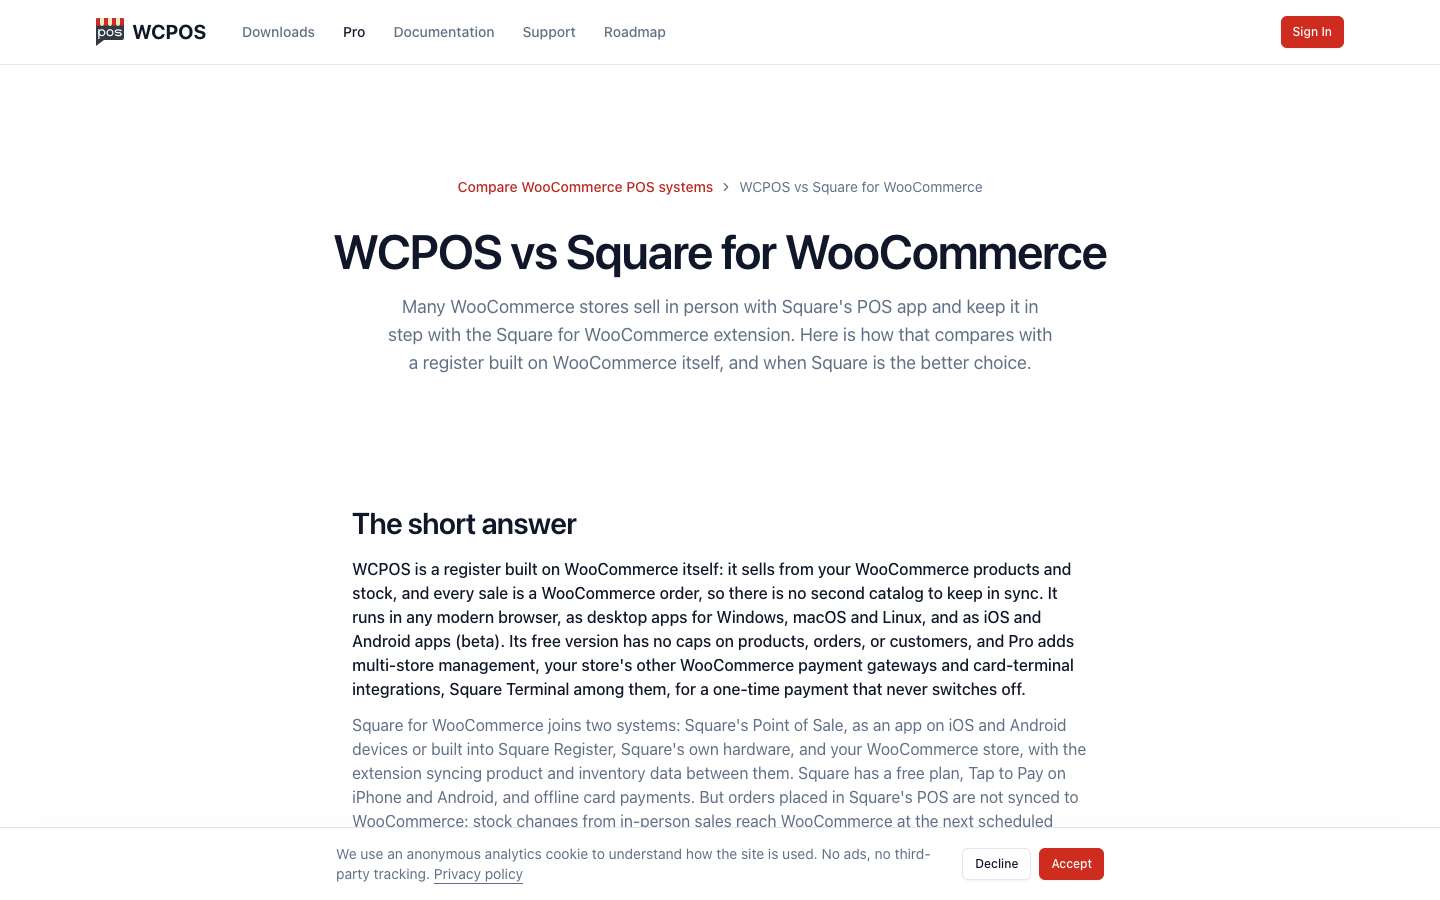 pos WCPOS Downloads Pro Documentation Support Roadmap Sign In
Compare WooCommerce POS systems > WCPOS vs Square for WooCommerce
WCPOS vs Square for WooCommerce
Many WooCommerce stores sell in person with Square's POS app and keep it in
step with the Square for WooCommerce extension. Here is how that compares with
a register built on WooCommerce itself, and when Square is the better choice.
The short answer
WCPOS is a register built on WooCommerce itself: it sells from your WooCommerce products and
stock, and every sale is a WooCommerce order, so there is no second catalog to keep in sync. It
runs in any modern browser, as desktop apps for Windows, macOS and Linux, and as iOS and
Android apps (beta). Its free version has no caps on products, orders, or customers, and Pro adds
multi-store management, your store's other WooCommerce payment gateways and card-terminal
integrations, Square Terminal among them, for a one-time payment that never switches off.
Square for WooCommerce joins two systems: Square's Point of Sale, as an app on iOS and Android
devices or built into Square Register, Square's own hardware, and your WooCommerce store, with the
extension syncing product and inventory data between them. Square has a free plan, Tap to Pay on
iPhone and Android, and offline card payments. But orders placed in Square's POS are not synced to
WooCommerce: stock changes from in-person sales reach WooCommerce at the next scheduled
We use an anonymous analytics cookie to understand how the site is used. No ads, no third-
party tracking. Privacy policy
Decline Accept